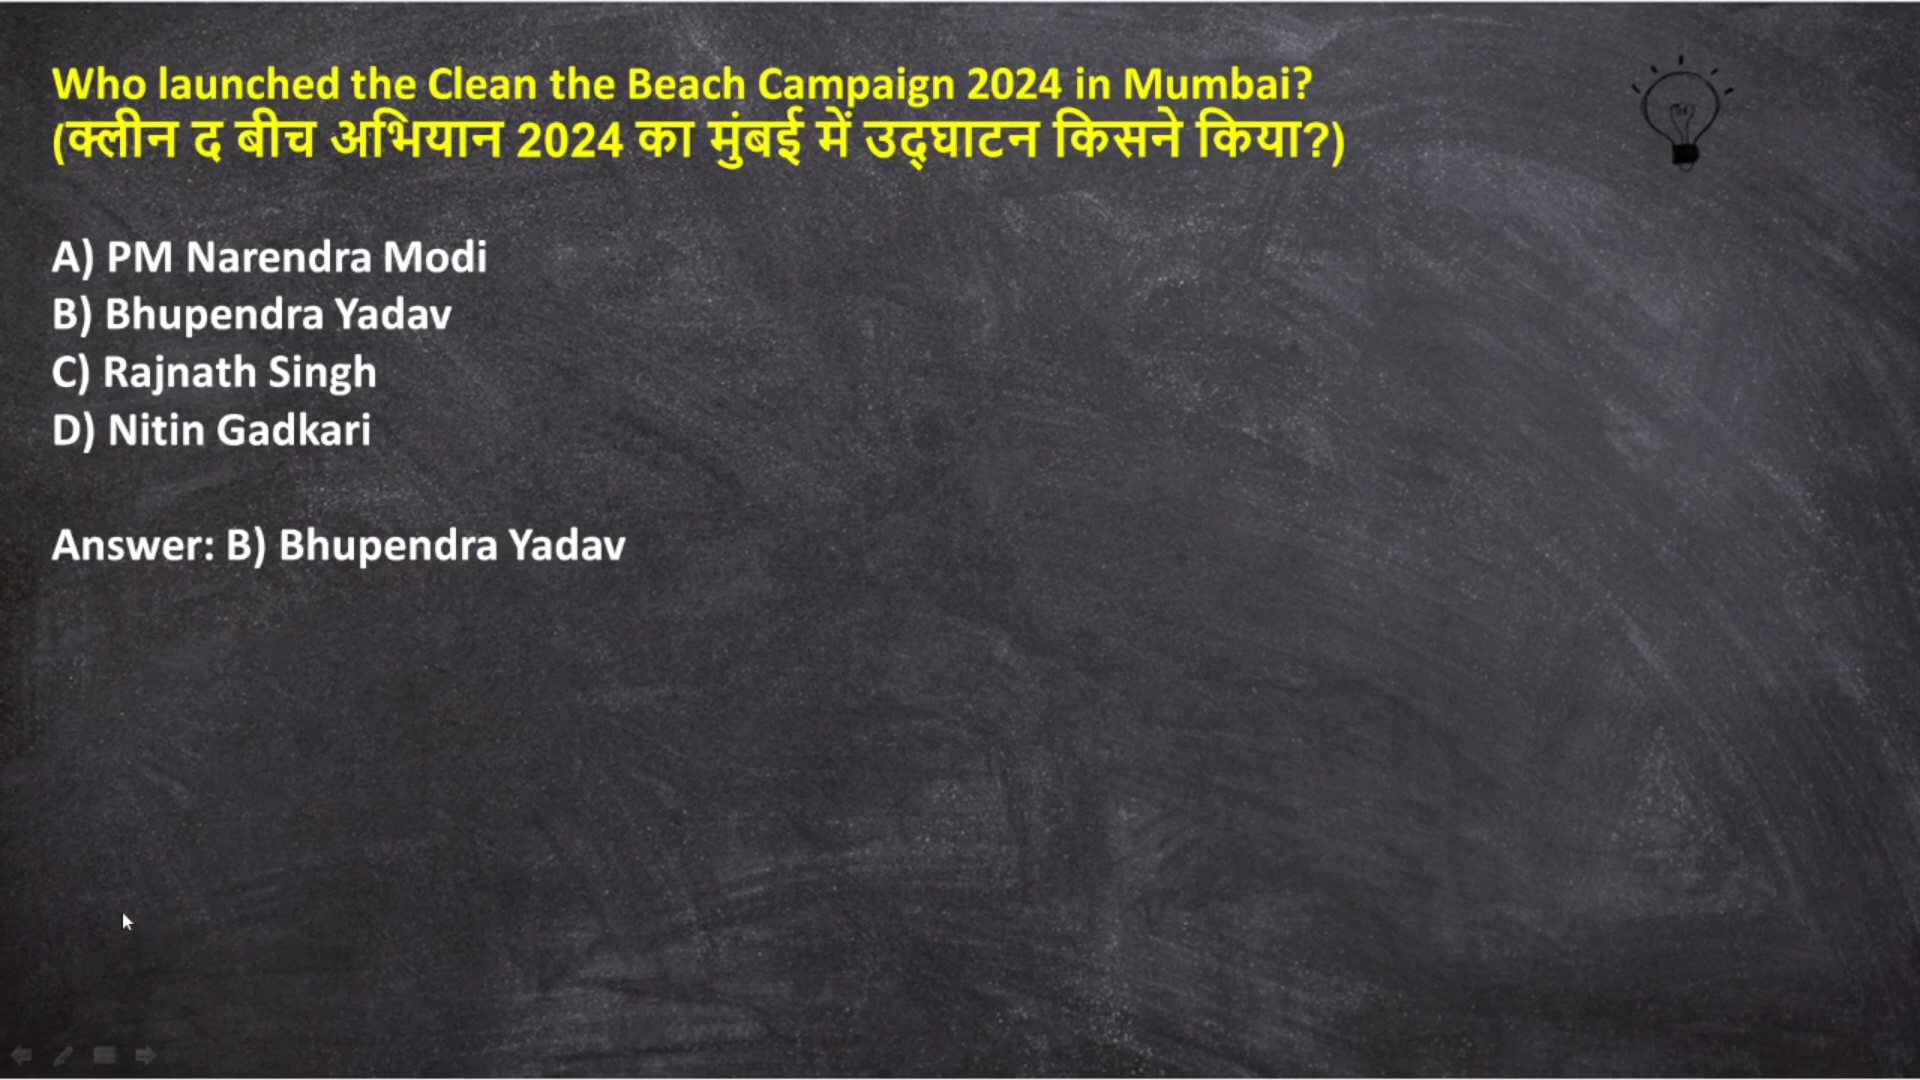 Who launched the Clean the Beach Campaign 2024 in Mumbai?
(क्लीन द बीच अभियान 2024 का मुंबई में उद्घाटन किसने किया?)
A) PM Narendra Modi
B) Bhupendra Yadav
C) Rajnath Singh
D) Nitin Gadkari
Answer: B) Bhupendra Yadav